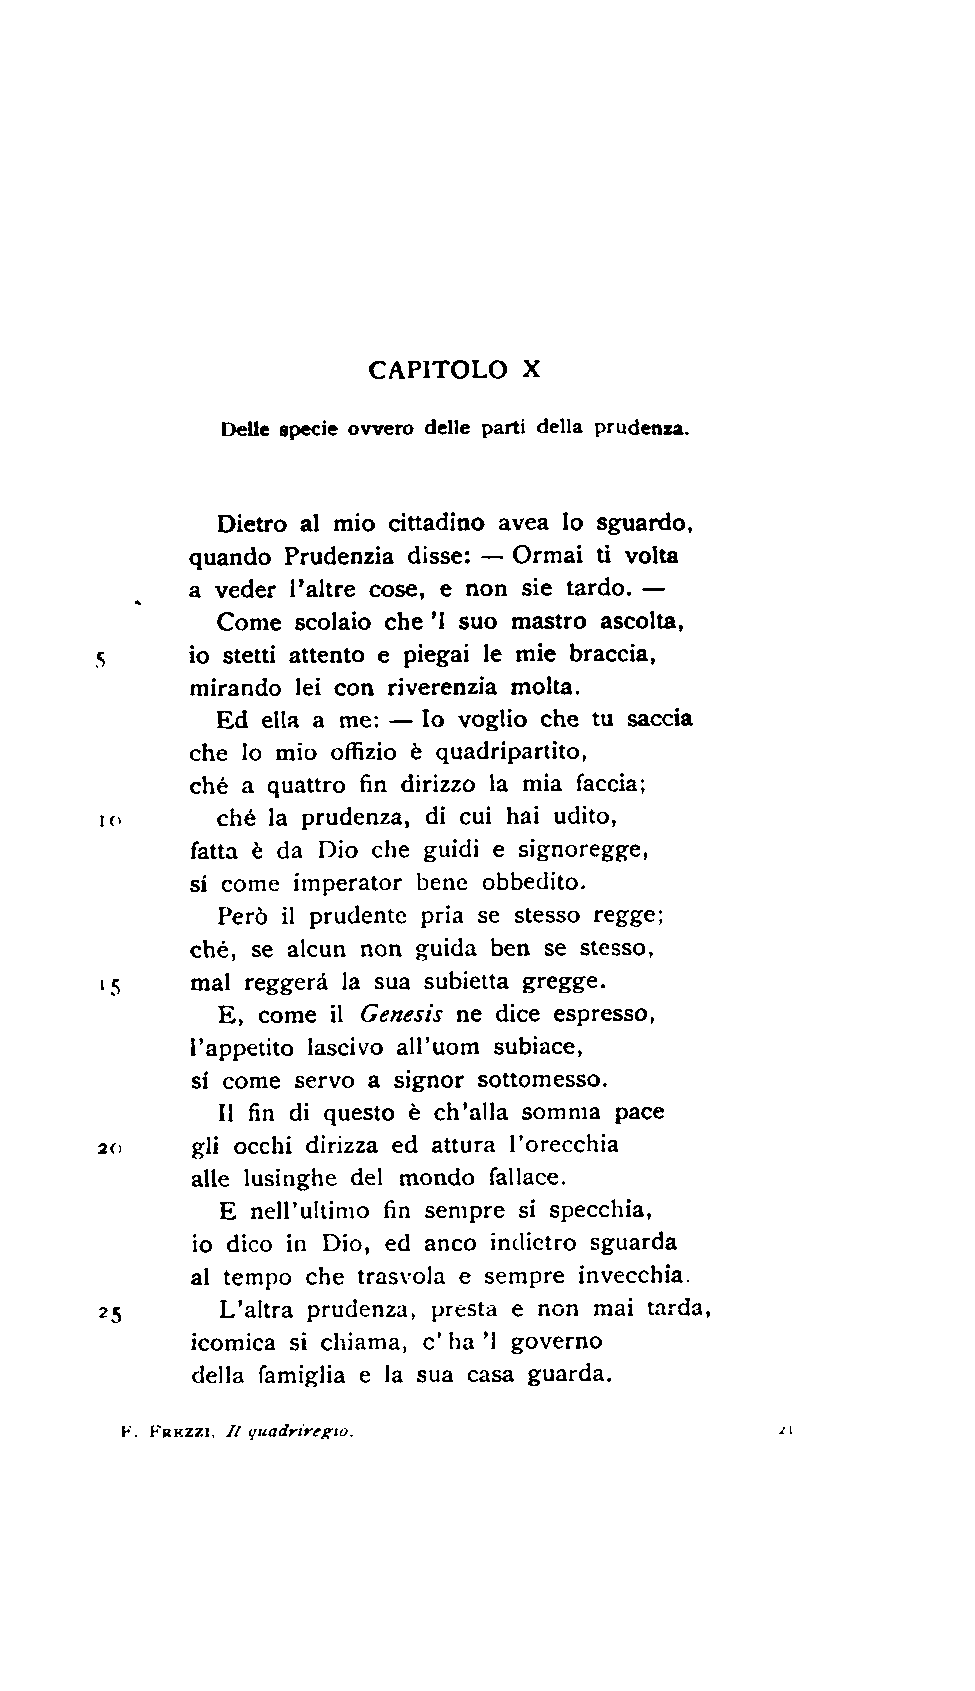 CAPITOLO X
Delle specie ovvero delle parti della prudenza.
Dietro al mio cittadino avea lo sguardo,
quando Prudenzia disse: — Ormai ti volta
a veder l'altre cose, e non sie tardo. —
Come scolaio che 'l suo mastro ascolta,
5 io stetti attento e piegai le mie braccia,
mirando lei con riverenzia molta.
Ed ella a me: — Io voglio che tu saccia
che lo mio offizio è quadripartito,
ché a quattro fin dirizzo la mia faccia;
10 ché la prudenza, di cui hai udito,
fatta è da Dio che guidi e signoregge,
sí come imperator bene obbedito.
Però il prudente pria se stesso regge;
ché, se alcun non guida ben se stesso,
15 mal reggerá la sua subietta gregge.
E, come il Genesis ne dice espresso,
l'appetito lascivo all'uom subiace,
sí come servo a signor sottomesso.
Il fin di questo è ch'alla somma pace
20 gli occhi dirizza ed attura l'orecchia
alle lusinghe del mondo fallace.
E nell'ultimo fin sempre si specchia,
io dico in Dio, ed anco indietro sguarda
al tempo che trasvola e sempre invecchia.
25 L'altra prudenza, presta e non mai tarda,
icomica si chiama, c' ha 'l governo
della famiglia e la sua casa guarda.
F. FREZZI, Il quadriregio. 21